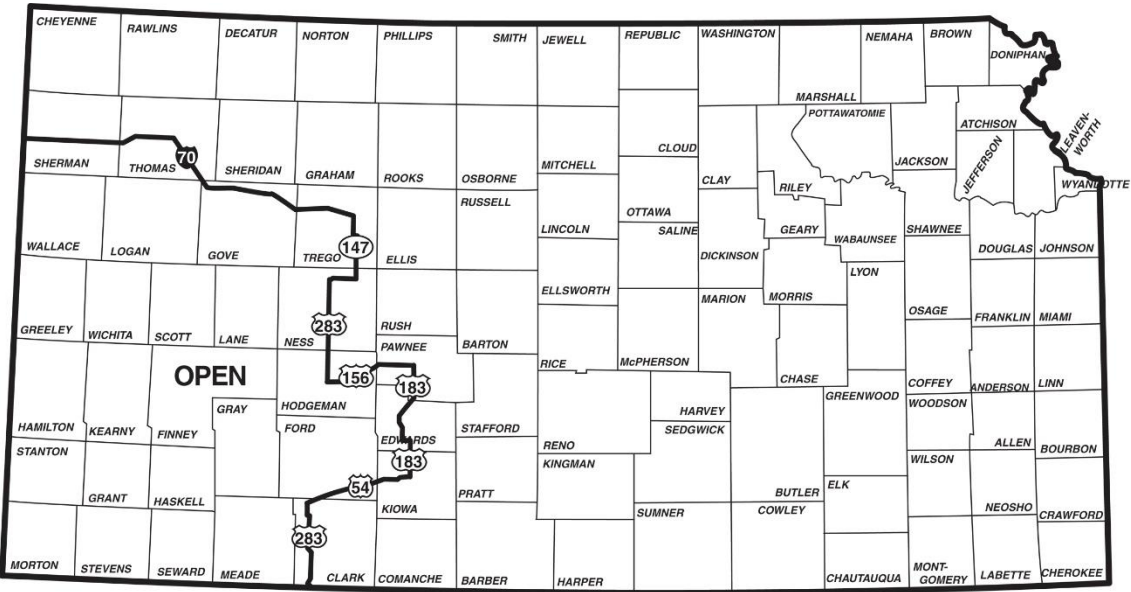 CHEYENNE
RAWLINS
DECATUR
NORTON
PHILLIPS
SMITH
JEWELL
REPUBLIC
WASHINGTON
NEMAHA
BROWN
DONIPHAN
MARSHALL
POTTAWATOMIE
ATCHISON
LEAVEN-
WORTH
SHERMAN
THOMAS
70
SHERIDAN
GRAHAM
ROOKS
OSBORNE
MITCHELL
CLOUD
CLAY
RILEY
JACKSON
JEFFERSON
WYANDOTTE
RUSSELL
OTTAWA
SALINE
LINCOLN
GEARY
WABAUNSEE
SHAWNEE
DOUGLAS
JOHNSON
WALLACE
LOGAN
GOVE
TREGO
147
ELLIS
DICKINSON
LYON
ELLSWORTH
MARION
MORRIS
GREELEY
WICHITA
SCOTT
LANE
NESS
283
RUSH
PAWNEE
BARTON
RICE
McPHERSON
CHASE
OSAGE
FRANKLIN
MIAMI
OPEN
156
183
COFFEY
ANDERSON
LINN
HAMILTON
KEARNY
FINNEY
GRAY
HODGEMAN
FORD
EDWARDS
STAFFORD
RENO
HARVEY
SEDGWICK
GREENWOOD
WOODSON
ALLEN
BOURBON
STANTON
GRANT
HASKELL
54
183
KIOWA
PRATT
KINGMAN
BUTLER
ELK
WILSON
NEOSHO
CRAWFORD
SUMNER
COWLEY
283
MORTON
STEVENS
SEWARD
MEADE
CLARK
COMANCHE
BARBER
HARPER
CHAUTAUQUA
MONT-
GOMERY
LABETTE
CHEROKEE